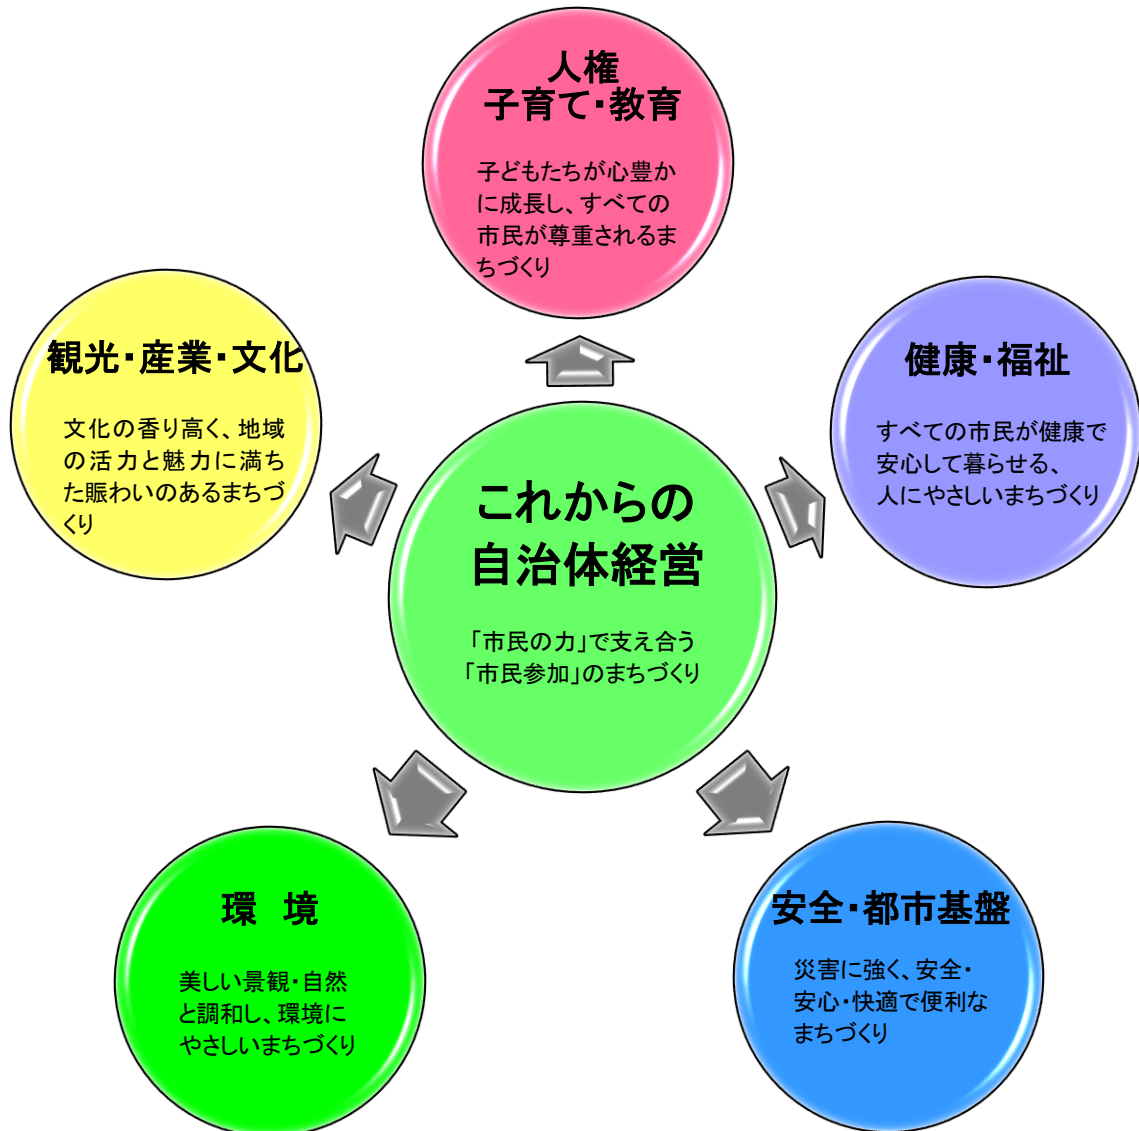 人権
子育て・教育
子どもたちが心豊か
に成長し、すべての
市民が尊重されるま
ちづくり
観光・産業・文化
文化の香り高く、地域
の活力と魅力に満ち
た賑わいのあるまちづ
くり
健康・福祉
すべての市民が健康で
安心して暮らせる、
人にやさしいまちづくり
これからの
自治体経営
「市民の力」で支え合う
「市民参加」のまちづくり
環　境
美しい景観・自然
と調和し、環境に
やさしいまちづくり
安全・都市基盤
災害に強く、安全・
安心・快適で便利な
まちづくり